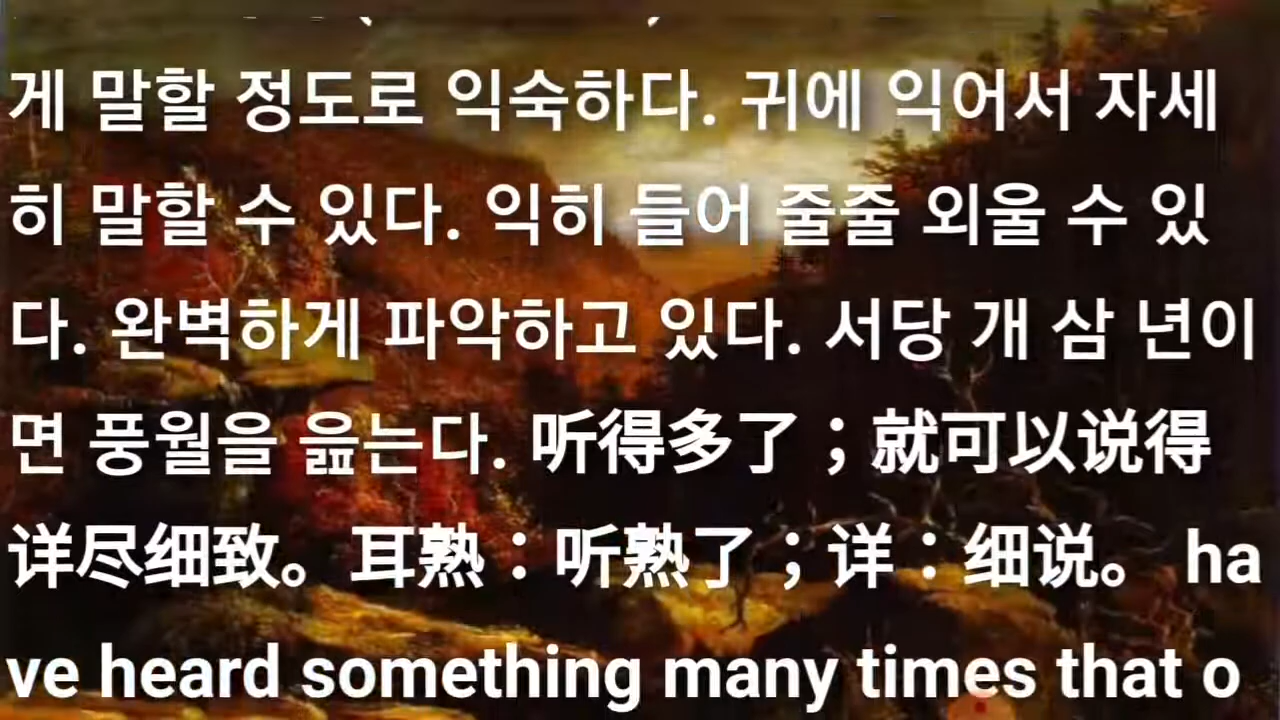 게 말할 정도로 익숙하다. 귀에 익어서 자세
히 말할 수 있다. 익히 들어 줄줄 외울 수 있
다. 완벽하게 파악하고 있다. 서당 개 삼 년이
면 풍월을 읊는다. 听得多了；就可以说得
详尽细致。耳熟：听熟了；详：细说。 ha
ve heard something many times that o